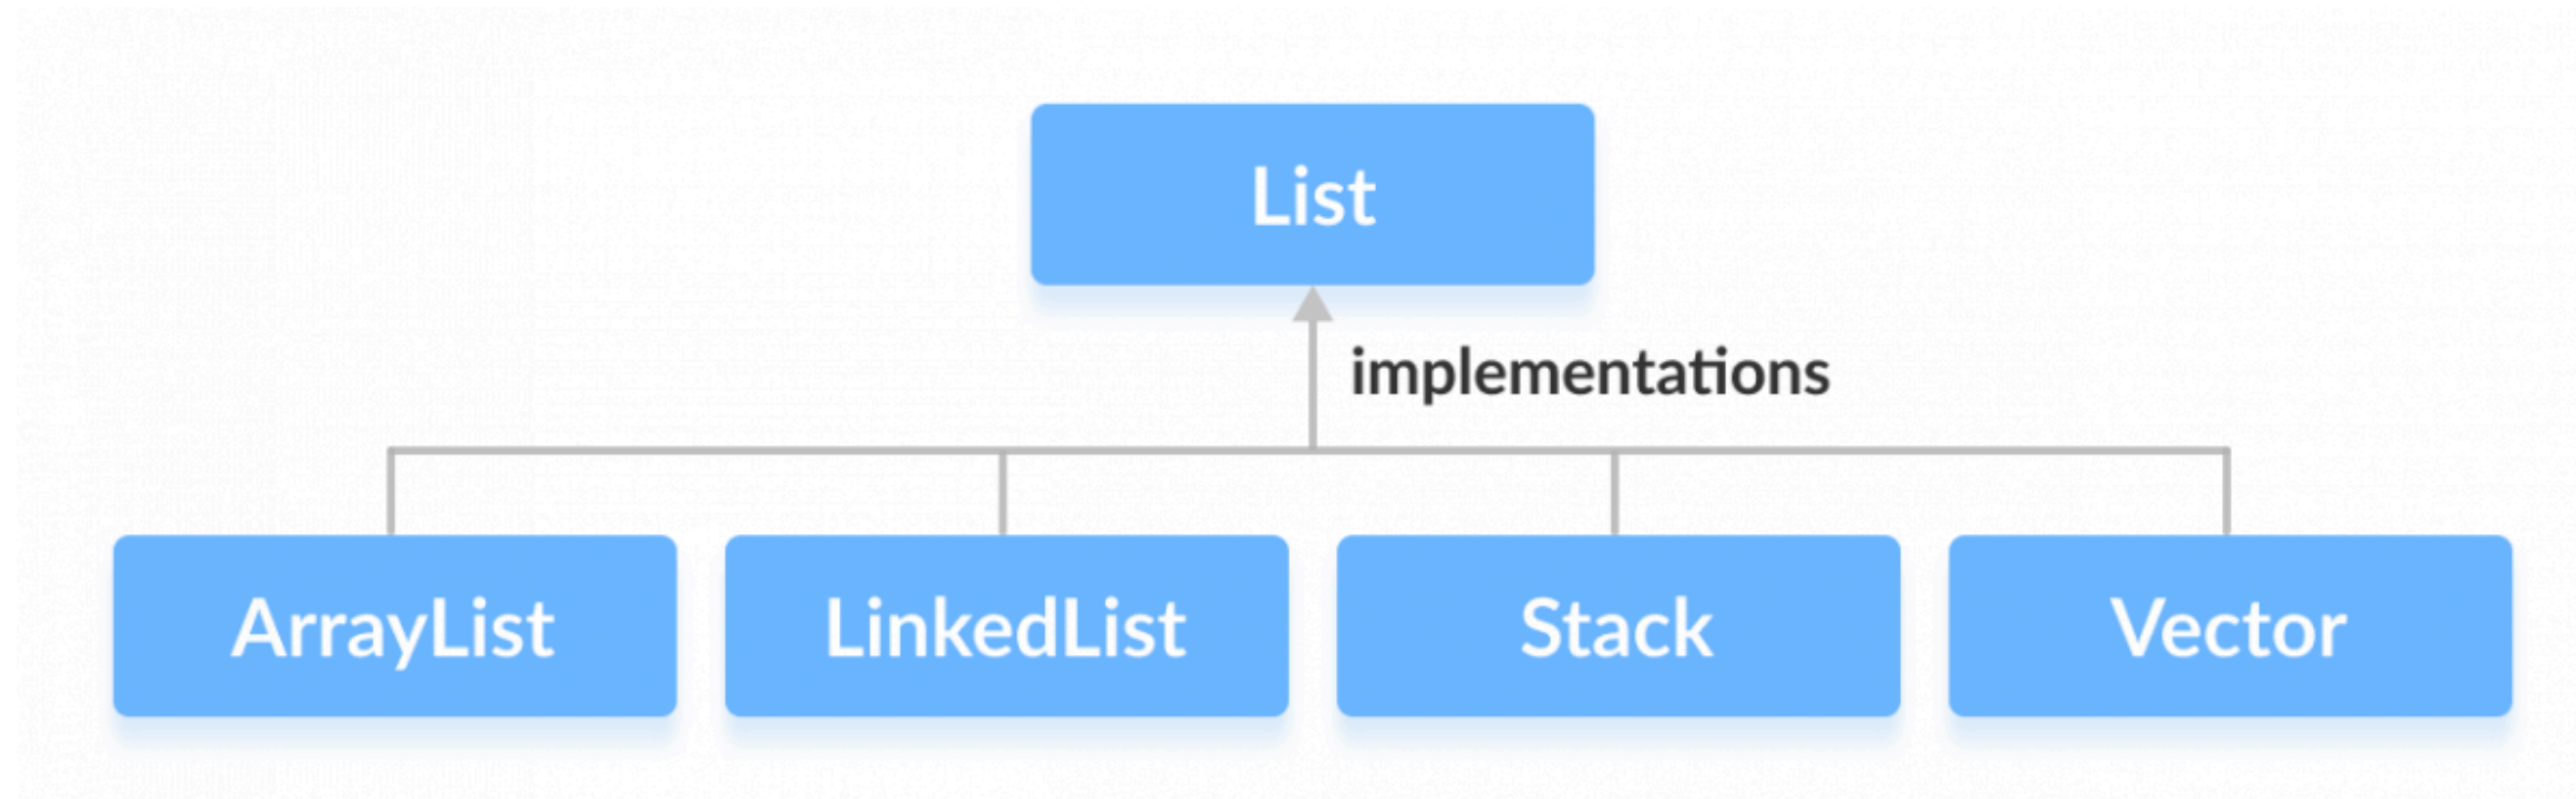 List
implementations
ArrayList
LinkedList
Stack
Vector